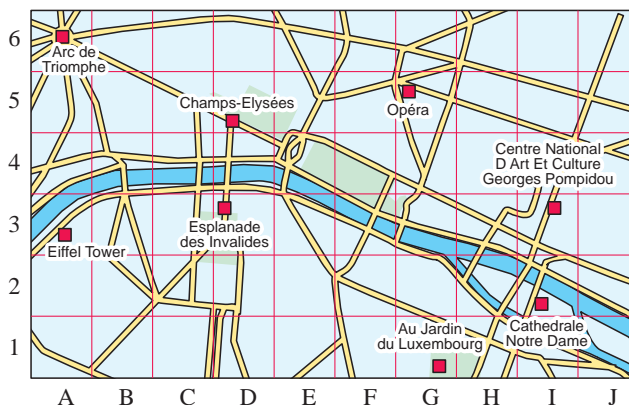 6
Arc de
Triomphe
5
Champs-Elysées
Opéra
4
Centre National
D Art Et Culture
Georges Pompidou
3
Eiffel Tower
Esplanade
des Invalides
2
1
Au Jardin
du Luxembourg
Cathedrale
Notre Dame
A B C D E F G H I J